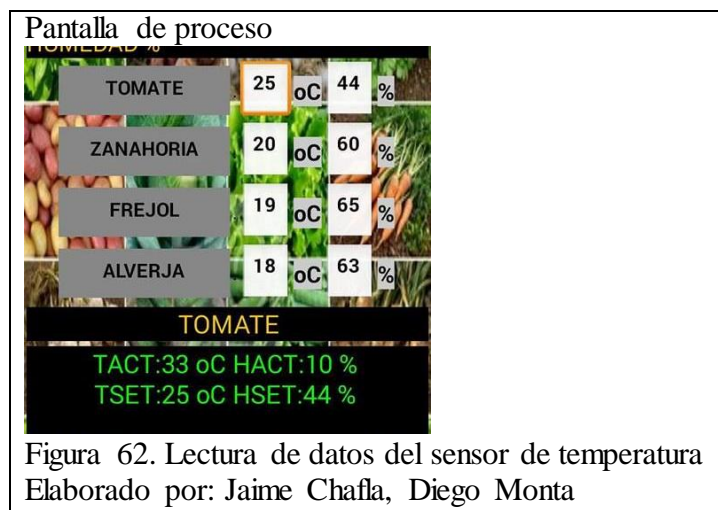 Pantalla de proceso
HUMEDAD %
TOMATE 25 oC 44 %
ZANAHORIA 20 oC 60 %
FREJOL 19 oC 65 %
ALVERJA 18 oC 63 %
TOMATE
TACT:33 oC HACT:10 %
TSET:25 oC HSET:44 %
Figura 62. Lectura de datos del sensor de temperatura
Elaborado por: Jaime Chafla, Diego Monta